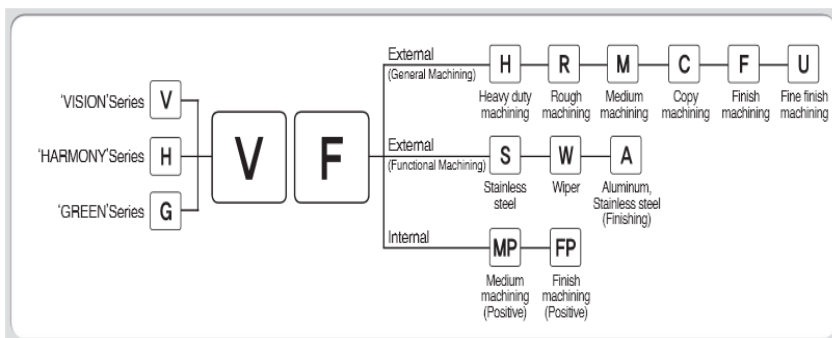 'VISION'Series V
'HARMONY'Series H
'GREEN'Series G
V F
External
(General Machining)
H R M C F U
Heavy duty machining
Rough machining
Medium machining
Copy machining
Finish machining
Fine finish machining
External
(Functional Machining)
S W A
Stainless steel
Wiper
Aluminum, Stainless steel (Finishing)
Internal
MP FP
Medium machining (Positive)
Finish machining (Positive)